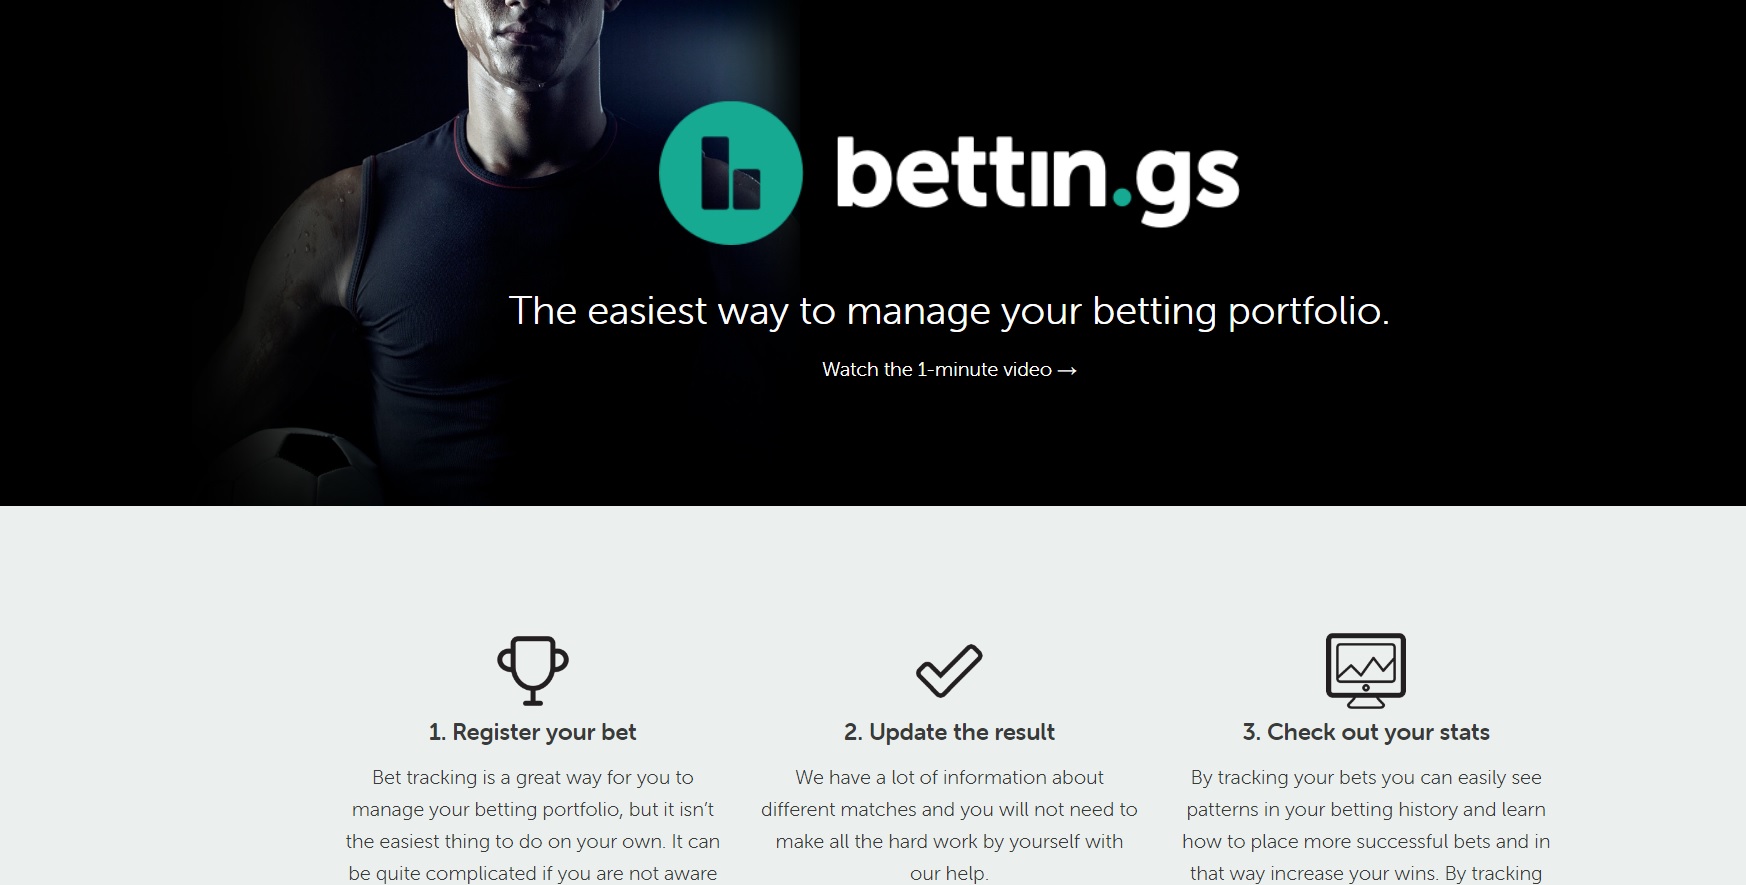 bettin.gs
The easiest way to manage your betting portfolio.
Watch the 1-minute video →
1. Register your bet
Bet tracking is a great way for you to
manage your betting portfolio, but it isn't
the easiest thing to do on your own. It can
be quite complicated if you are not aware
2. Update the result
We have a lot of information about
different matches and you will not need to
make all the hard work by yourself with
our help.
3. Check out your stats
By tracking your bets you can easily see
patterns in your betting history and learn
how to place more successful bets and in
that way increase your wins. By tracking